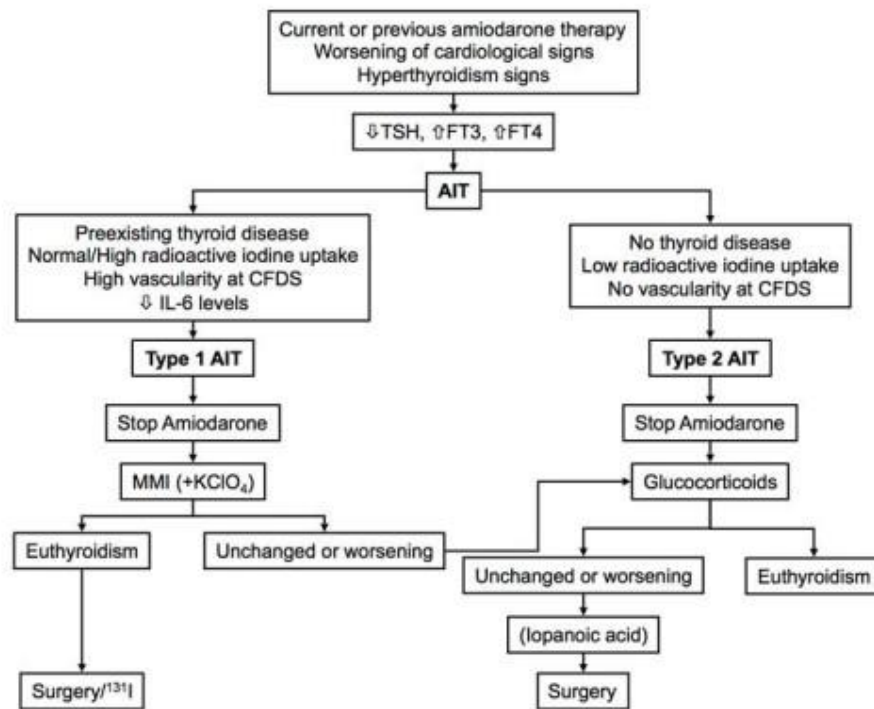 Current or previous amiodarone therapy
Worsening of cardiological signs
Hyperthyroidism signs
⇩TSH, ⇧FT3, ⇧FT4
AIT
Preexisting thyroid disease
Normal/High radioactive iodine uptake
High vascularity at CFDS
⇩ IL-6 levels
No thyroid disease
Low radioactive iodine uptake
No vascularity at CFDS
Type 1 AIT
Type 2 AIT
Stop Amiodarone
Stop Amiodarone
MMI (+KClO₄)
Glucocorticoids
Euthyroidism
Unchanged or worsening
Unchanged or worsening
Euthyroidism
(Iopanoic acid)
Surgery/¹³¹I
Surgery